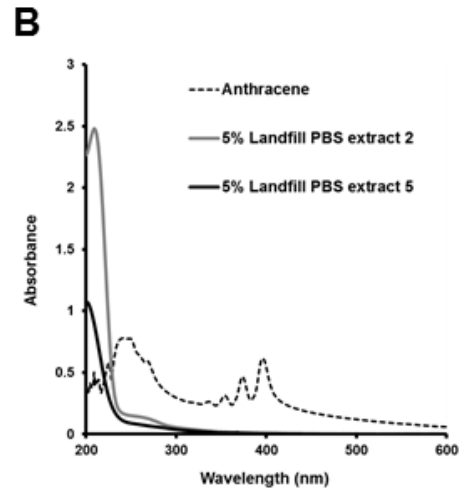 B
3
Anthracene
2.5
5% Landfill PBS extract 2
2
5% Landfill PBS extract 5
1.5
Absorbance
1
0.5
0
200 300 400 500 600
Wavelength (nm)